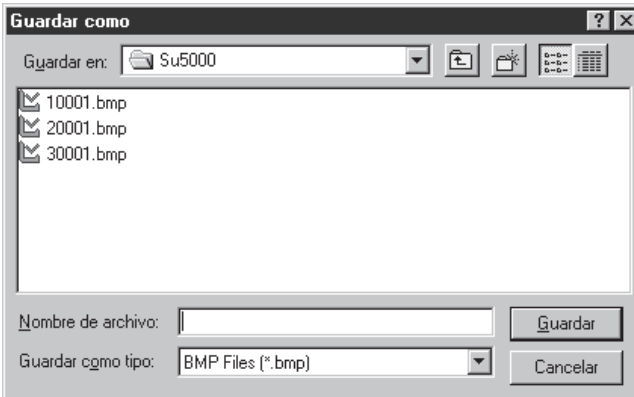 Guardar como
Guardar en: Su5000
10001.bmp
20001.bmp
30001.bmp
Nombre de archivo: Guardar
Guardar como tipo: BMP Files (*.bmp) Cancelar